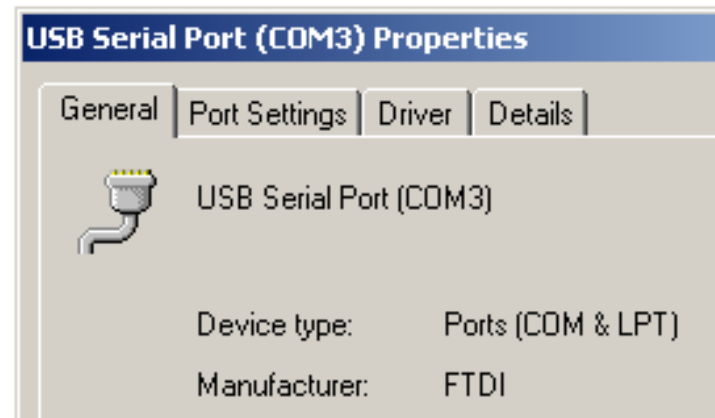 USB Serial Port (COM3) Properties
General Port Settings Driver Details
USB Serial Port (COM3)
Device type: Ports (COM & LPT)
Manufacturer: FTDI